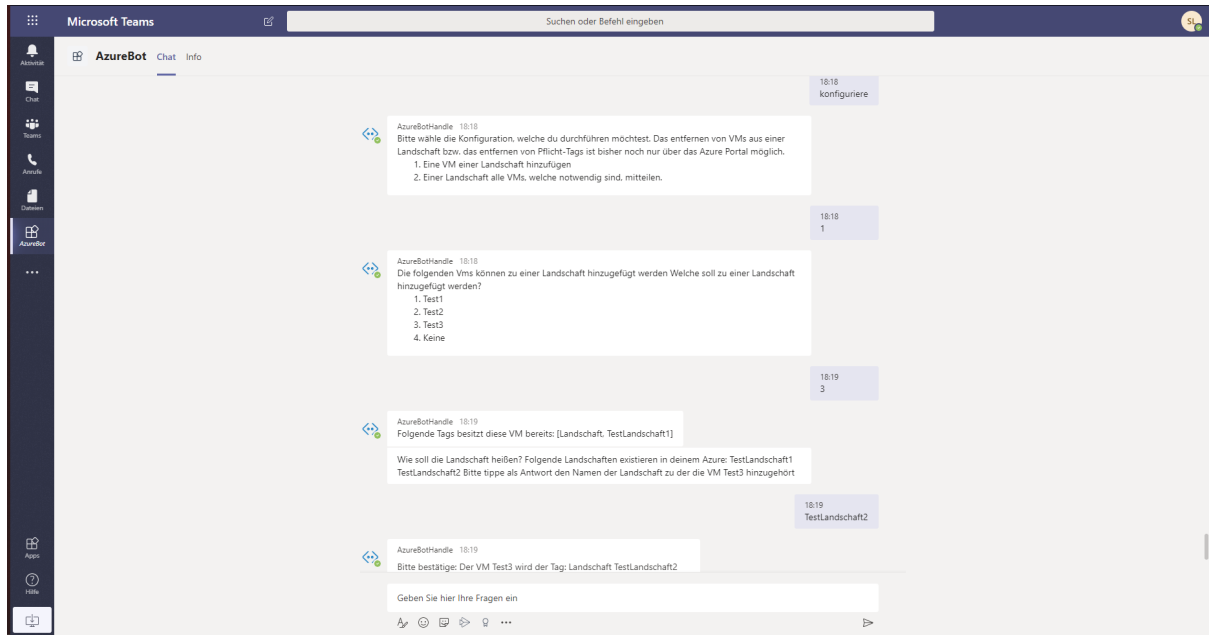 Microsoft Teams
Suchen oder Befehl eingeben
SL
Aktivität
Chat
Teams
Anrufe
Dateien
AzureBot
Apps
Hilfe
AzureBot Chat Info
18:18
konfiguriere
AzureBotHandle 18:18
Bitte wähle die Konfiguration, welche du durchführen möchtest. Das entfernen von VMs aus einer
Landschaft bzw. das entfernen von Pflicht-Tags ist bisher noch nur über das Azure Portal möglich.
1. Eine VM einer Landschaft hinzufügen
2. Einer Landschaft alle VMs, welche notwendig sind, mitteilen.
18:18
1
AzureBotHandle 18:18
Die folgenden Vms können zu einer Landschaft hinzugefügt werden Welche soll zu einer Landschaft
hinzugefügt werden?
1. Test1
2. Test2
3. Test3
4. Keine
18:19
3
AzureBotHandle 18:19
Folgende Tags besitzt diese VM bereits: [Landschaft, TestLandschaft1]
Wie soll die Landschaft heißen? Folgende Landschaften existieren in deinem Azure: TestLandschaft1
TestLandschaft2 Bitte tippe als Antwort den Namen der Landschaft zu der die VM Test3 hinzugehört
18:19
TestLandschaft2
AzureBotHandle 18:19
Bitte bestätige: Der VM Test3 wird der Tag: Landschaft TestLandschaft2
Geben Sie hier Ihre Fragen ein